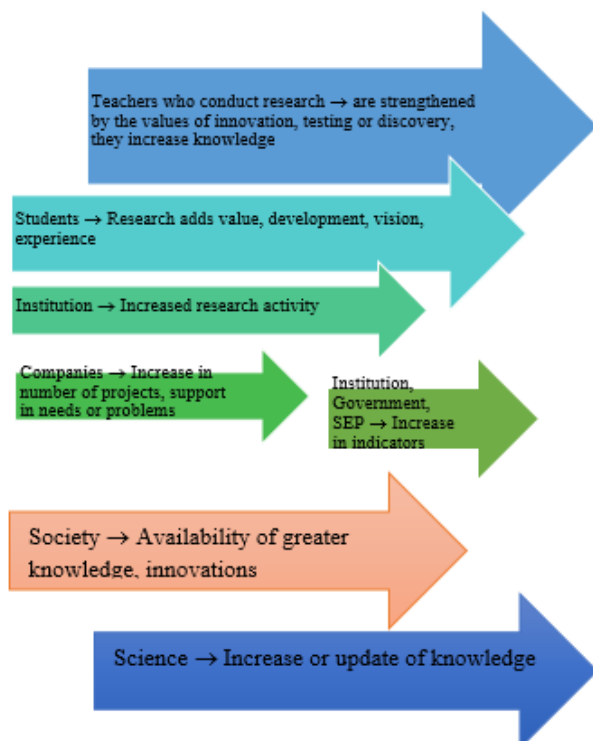 Teachers who conduct research → are strengthened
by the values of innovation, testing or discovery,
they increase knowledge
Students → Research adds value, development, vision,
experience
Institution → Increased research activity
Companies → Increase in
number of projects, support
in needs or problems
Institution,
Government,
SEP → Increase
in indicators
Society → Availability of greater
knowledge, innovations
Science → Increase or update of knowledge